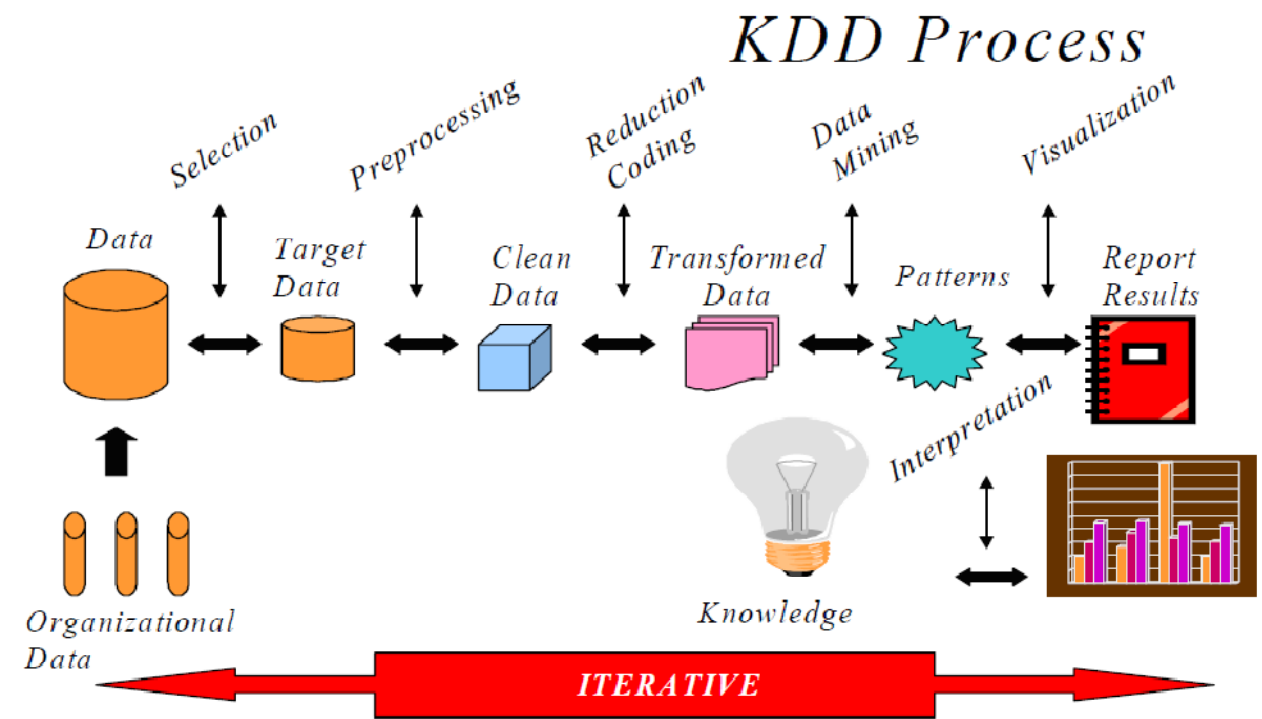 KDD Process
Selection
Preprocessing
Reduction
Coding
Data
Mining
Visualization
Data
Target
Data
Clean
Data
Transformed
Data
Patterns
Report
Results
Interpretation
Organizational
Data
Knowledge
ITERATIVE